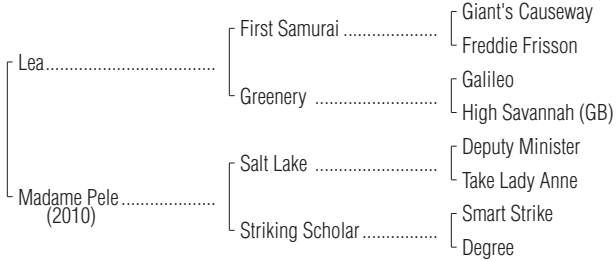 Giant's Causeway
First Samurai ........................
Freddie Frisson
Lea.................................
Galilleo
Greenery ........................
High Savannah (GB)
Deputy Minister
Salt Lake ........................
Take Lady Anne
Madame Pele ..................
(2010)
Smart Strike
Striking Scholar ...............
Degree